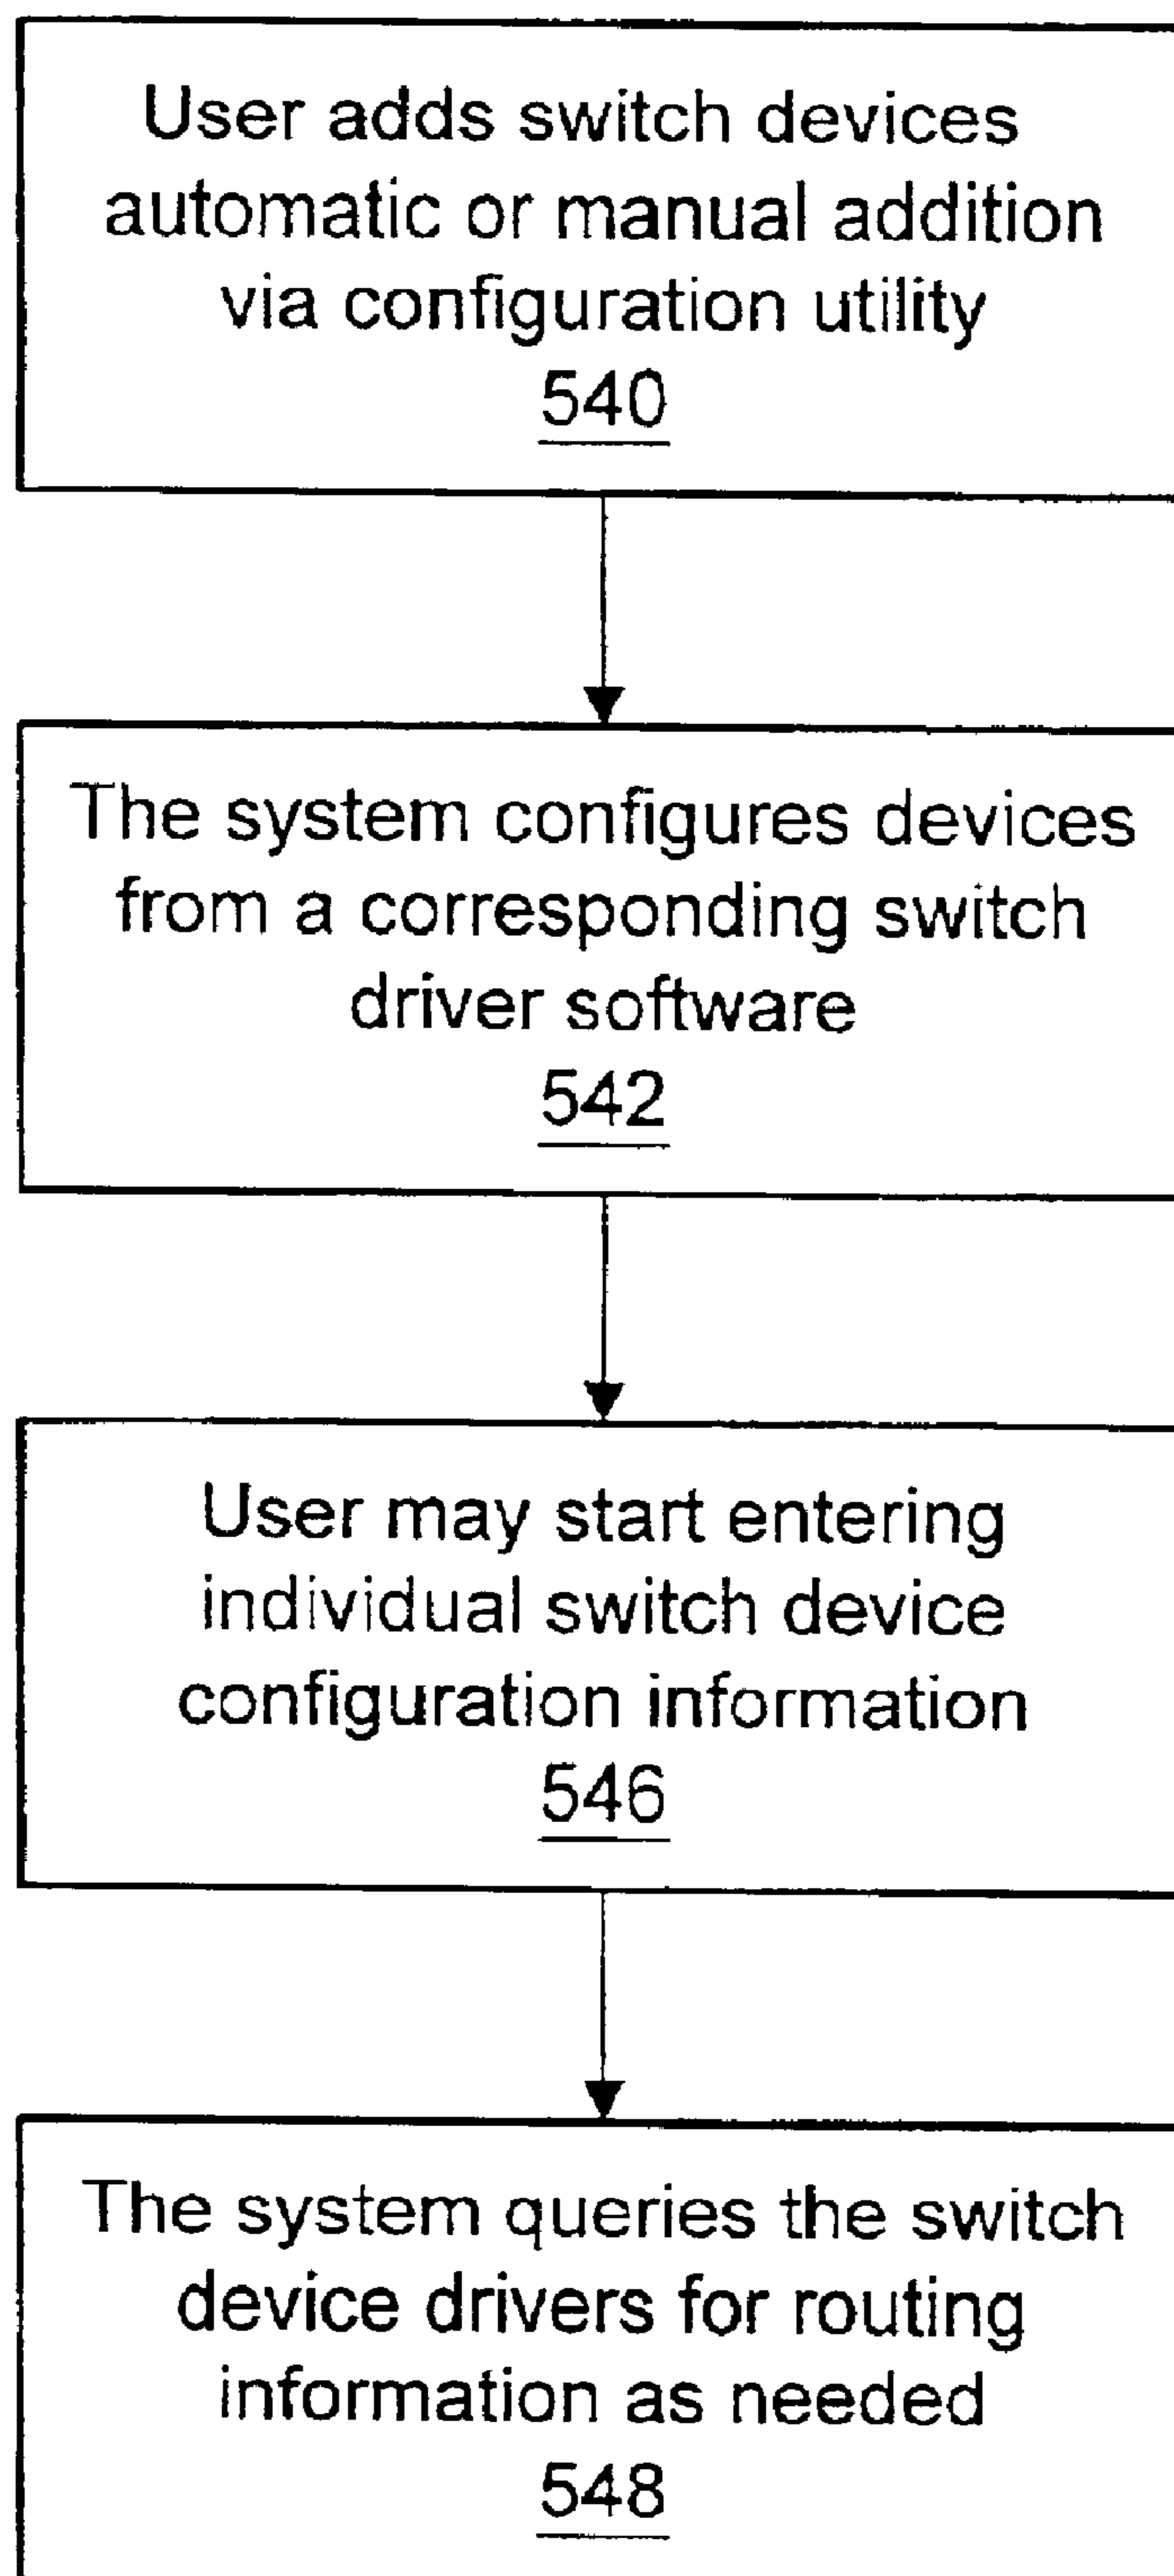 User adds switch devices
automatic or manual addition
via configuration utility
540
The system configures devices
from a corresponding switch
driver software
542
User may start entering
individual switch device
configuration information
546
The system queries the switch
device drivers for routing
information as needed
548